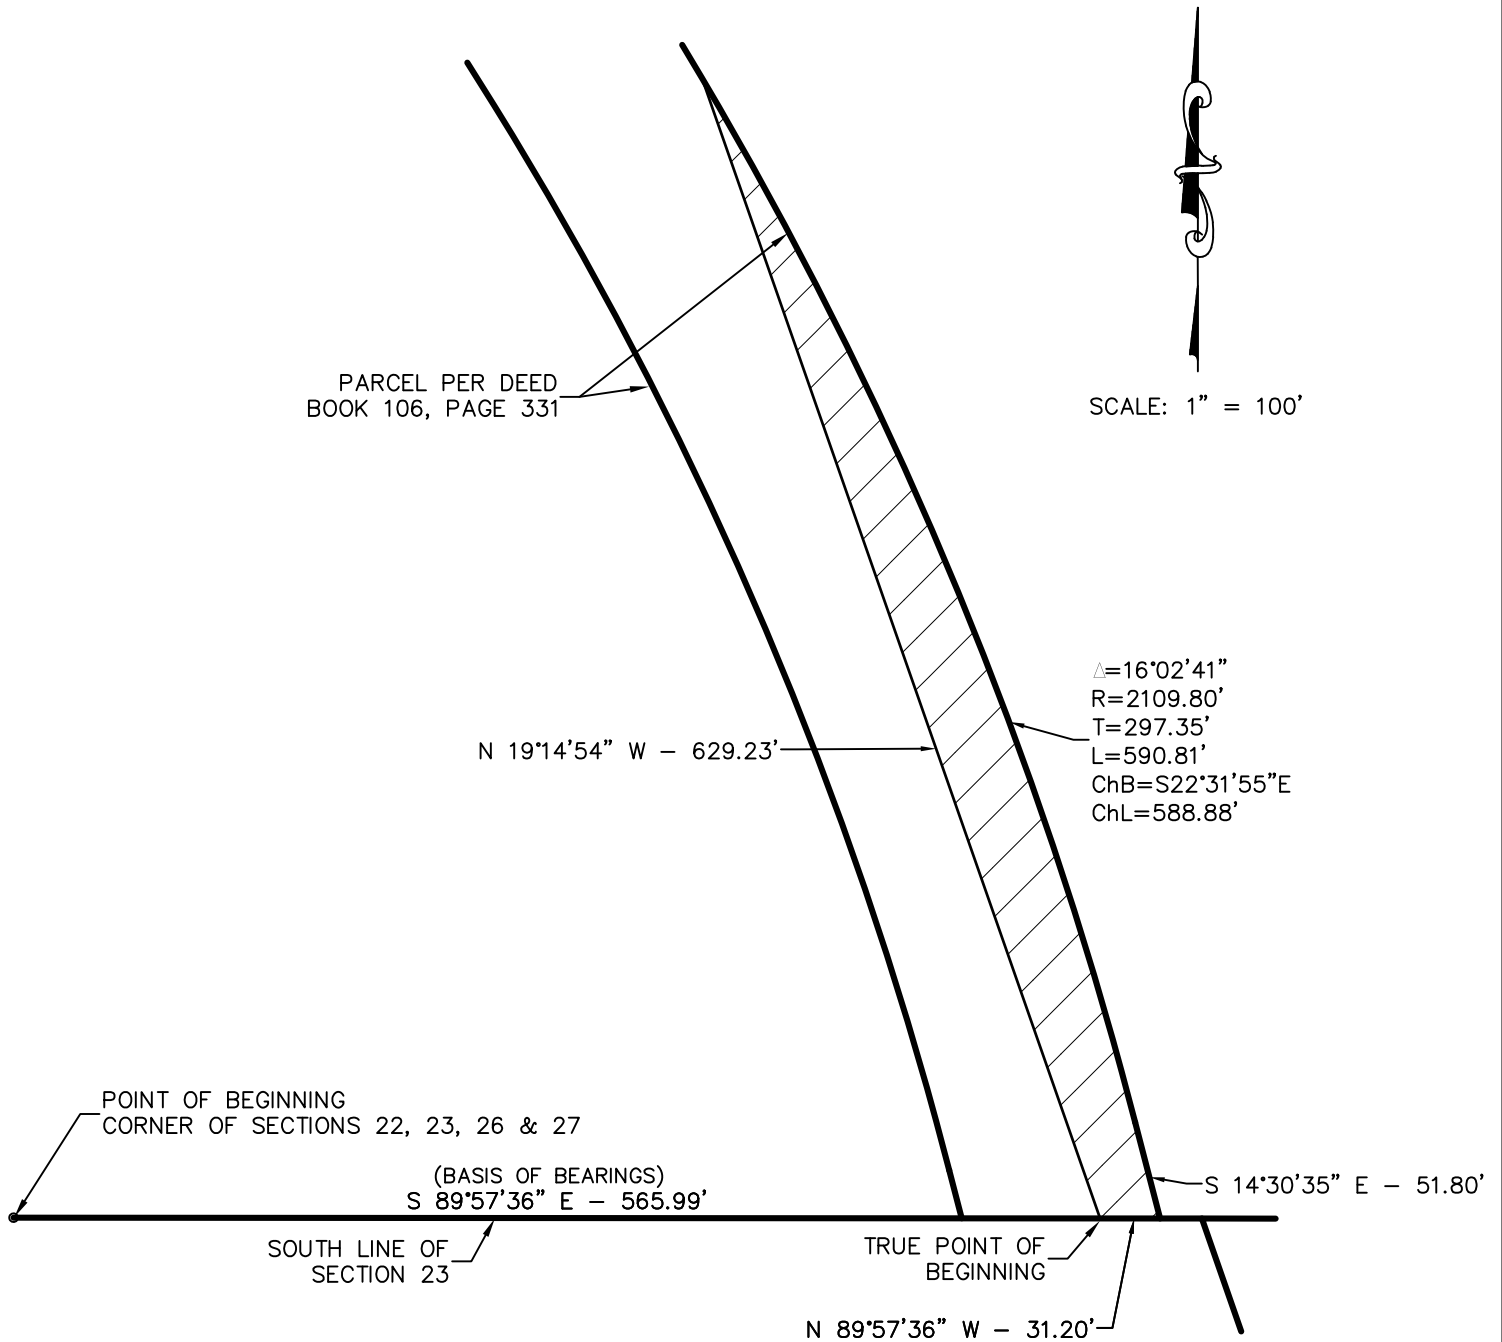 PARCEL PER DEED
BOOK 106, PAGE 331
SCALE: 1” = 100’
Δ=16°02’41”
R=2109.80’
T=297.35’
L=590.81’
ChB=S22°31’55”E
ChL=588.88’
N 19°14’54” W – 629.23’
POINT OF BEGINNING
CORNER OF SECTIONS 22, 23, 26 & 27
(BASIS OF BEARINGS)
S 89°57’36” E – 565.99’
S 14°30’35” E – 51.80’
SOUTH LINE OF
SECTION 23
TRUE POINT OF
BEGINNING
N 89°57’36” W – 31.20’